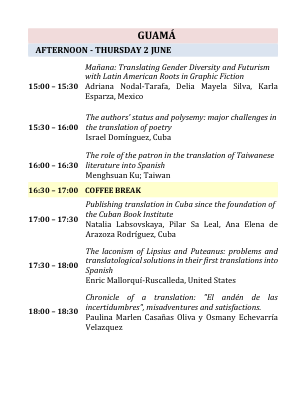 GUAMÁ
AFTERNOON - THURSDAY 2 JUNE
Mañana: Translating Gender Diversity and Futurism
with Latin American Roots in Graphic Fiction
15:00 – 15:30
Adriana Nodal-Tarafa, Delia Mayela Silva, Karla
Esparza, Mexico
The authors' status and polysemy: major challenges in
15:30 – 16:00
the translation of poetry
Israel Domínguez, Cuba
The role of the patron in the translation of Taiwanese
16:00 – 16:30
literature into Spanish
Menghsuan Ku; Taiwan
16:30 – 17:00 COFFEE BREAK
Publishing translation in Cuba since the foundation of
the Cuban Book Institute
17:00 – 17:30
Natalia Labsovskaya, Pilar Sa Leal, Ana Elena de
Arazoza Rodríguez, Cuba
The laconism of Lipsius and Puteanus: problems and
translatological solutions in their first translations into
17:30 – 18:00
Spanish
Enric Mallorquí-Ruscalleda, United States
Chronicle of a translation: "El andén de las
incertidumbres", misadventures and satisfactions.
18:00 – 18:30
Paulina Marlen Casañas Oliva y Osmany Echevarría
Velazquez